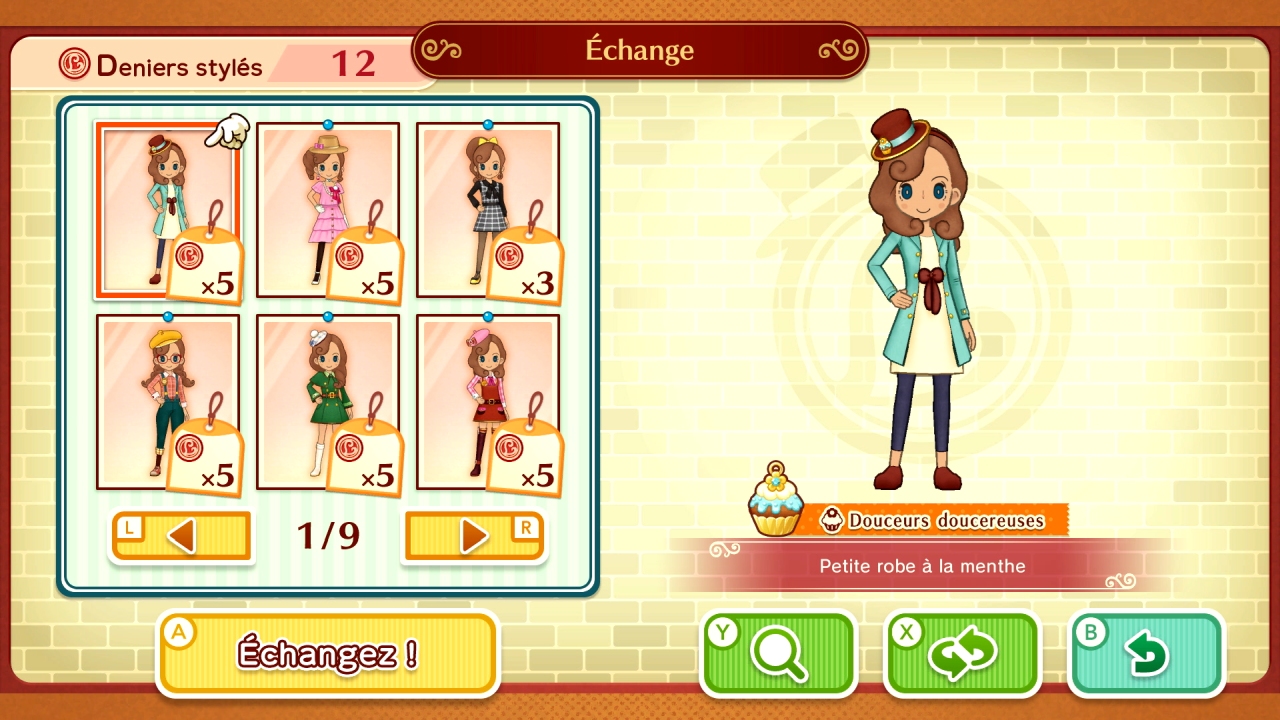 Échange
Deniers stylés 12
×5
×5
×3
×5
×5
×5
L
1/9
R
Douceurs doucereuses
Petite robe à la menthe
A
Échangez !
Y
X
B